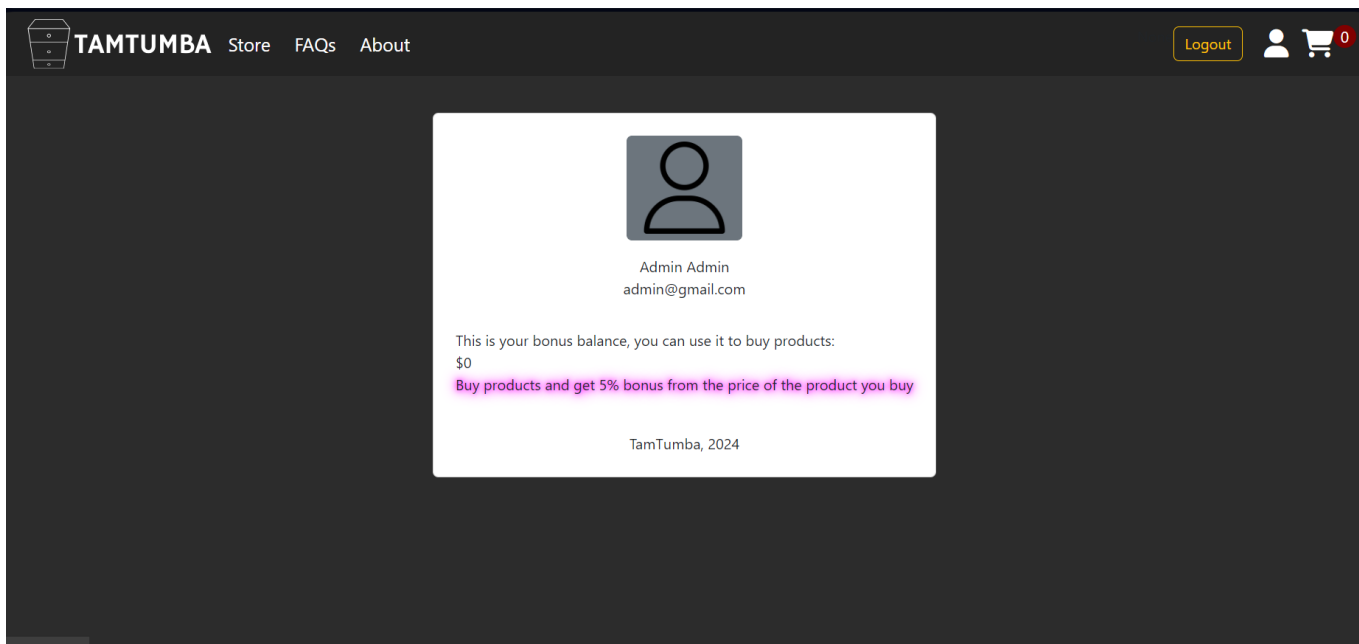 TAMTUMBA Store FAQs About Logout 0
Admin Admin
admin@gmail.com
This is your bonus balance, you can use it to buy products:
$0
Buy products and get 5% bonus from the price of the product you buy
TamTumba, 2024